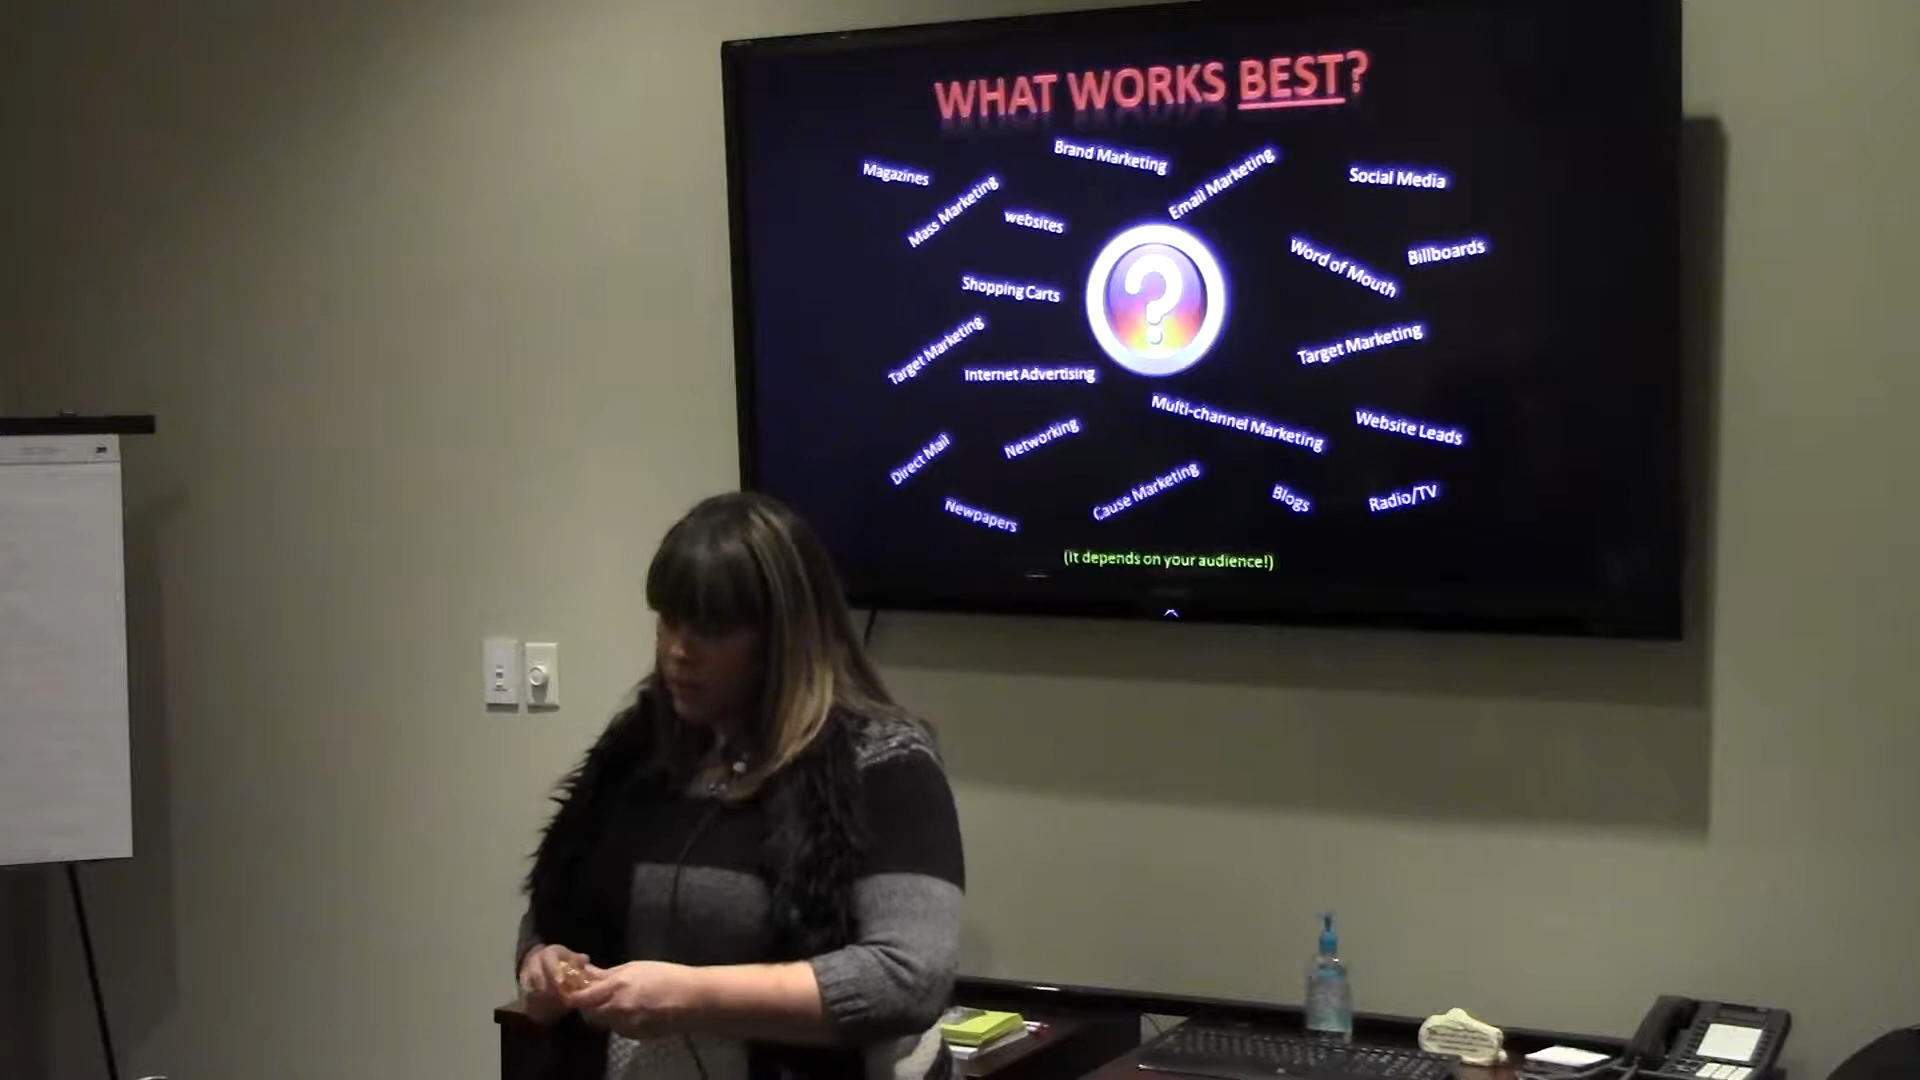 WHAT WORKS BEST?
Brand Marketing
Email Marketing
Magazines
Social Media
Mass Marketing
websites
Word of Mouth
Billboards
Shopping Carts
Target Marketing
Target Marketing
Internet Advertising
Multi-channel Marketing
Website Leads
Networking
Direct Mail
Cause Marketing
Blogs
Radio/TV
Newpapers
(It depends on your audience!)